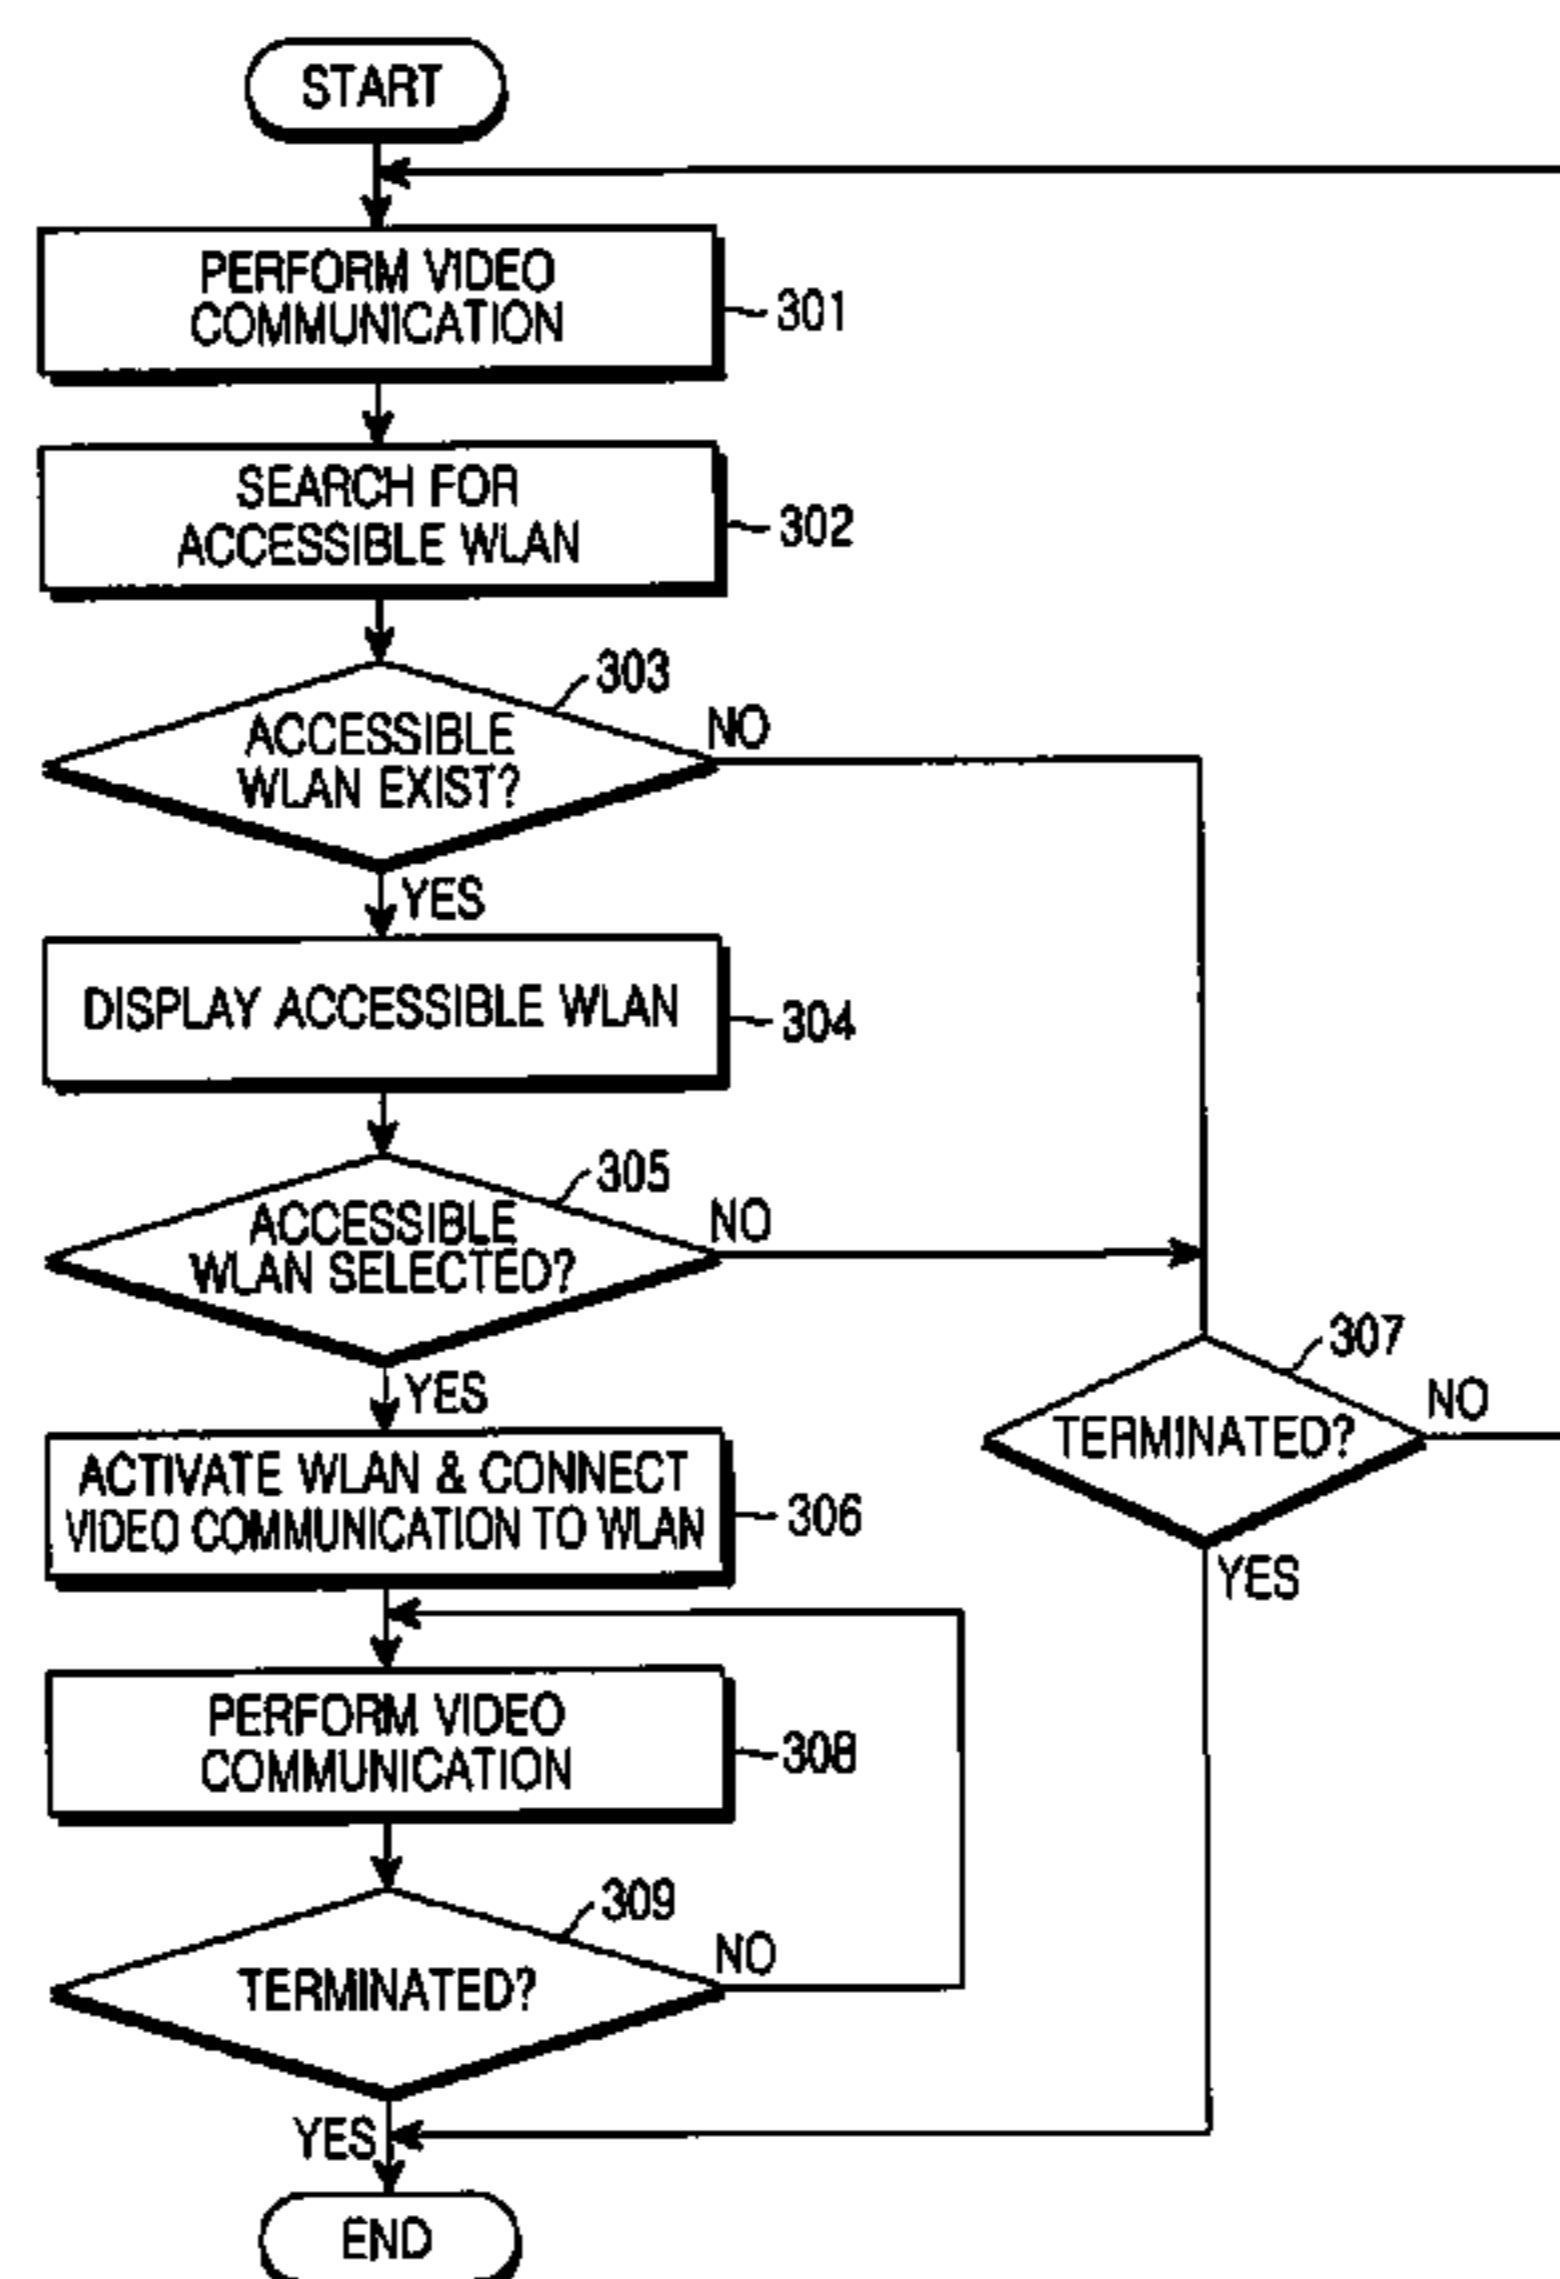 START
PERFORM VIDEO
COMMUNICATION
301
SEARCH FOR
ACCESSIBLE WLAN
302
303
ACCESSIBLE
WLAN EXIST?
NO
YES
DISPLAY ACCESSIBLE WLAN
304
305
ACCESSIBLE
WLAN SELECTED?
NO
YES
307
TERMINATED?
NO
YES
ACTIVATE WLAN & CONNECT
VIDEO COMMUNICATION TO WLAN
306
PERFORM VIDEO
COMMUNICATION
308
309
TERMINATED?
NO
YES
END